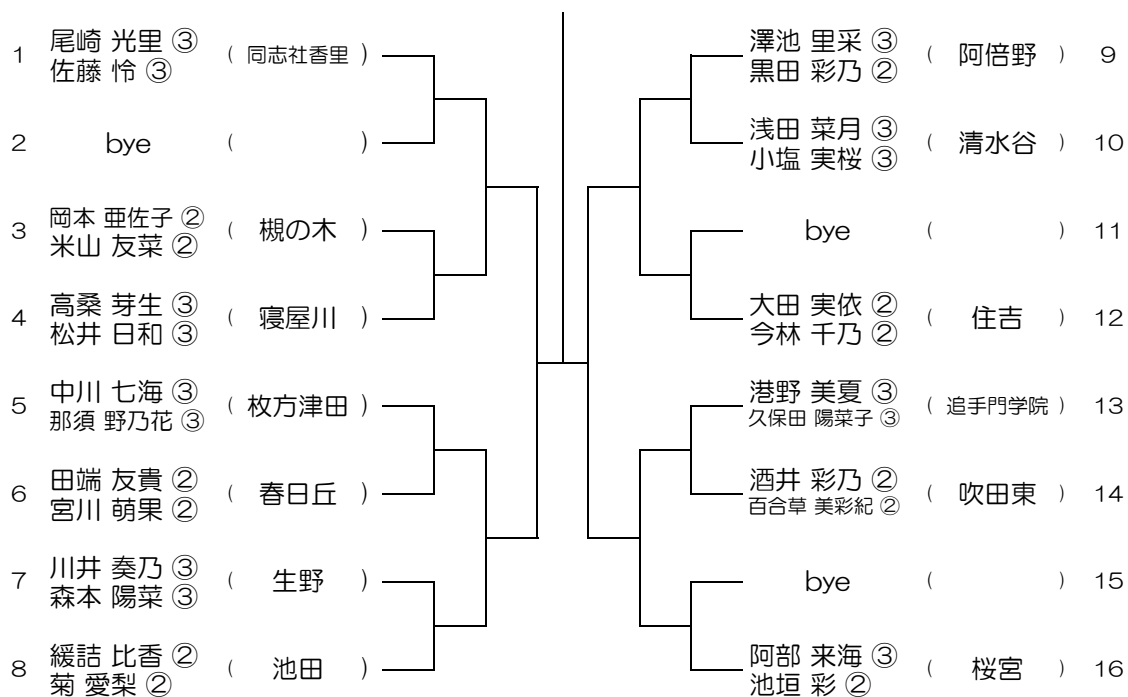 1 尾崎 光里 ③ ( 同志社香里 )
佐藤 怜 ③
2 bye ( )
3 岡本 亜佐子 ② ( 槻の木 )
米山 友菜 ②
4 高桑 芽生 ③ ( 寝屋川 )
松井 日和 ③
5 中川 七海 ③ ( 枚方津田 )
那須 野乃花 ③
6 田端 友貴 ② ( 春日丘 )
宮川 萌果 ②
7 川井 奏乃 ③ ( 生野 )
森本 陽菜 ③
8 緩詰 比香 ② ( 池田 )
菊 愛梨 ②
澤池 里采 ③ ( 阿倍野 ) 9
黒田 彩乃 ②
浅田 菜月 ③ ( 清水谷 ) 10
小塩 実桜 ③
bye ( ) 11
大田 実依 ② ( 住吉 ) 12
今林 千乃 ②
港野 美夏 ③ ( 追手門学院 ) 13
久保田 陽菜子 ③
酒井 彩乃 ② ( 吹田東 ) 14
百合草 美彩紀 ②
bye ( ) 15
阿部 来海 ③ ( 桜宮 ) 16
池垣 彩 ②